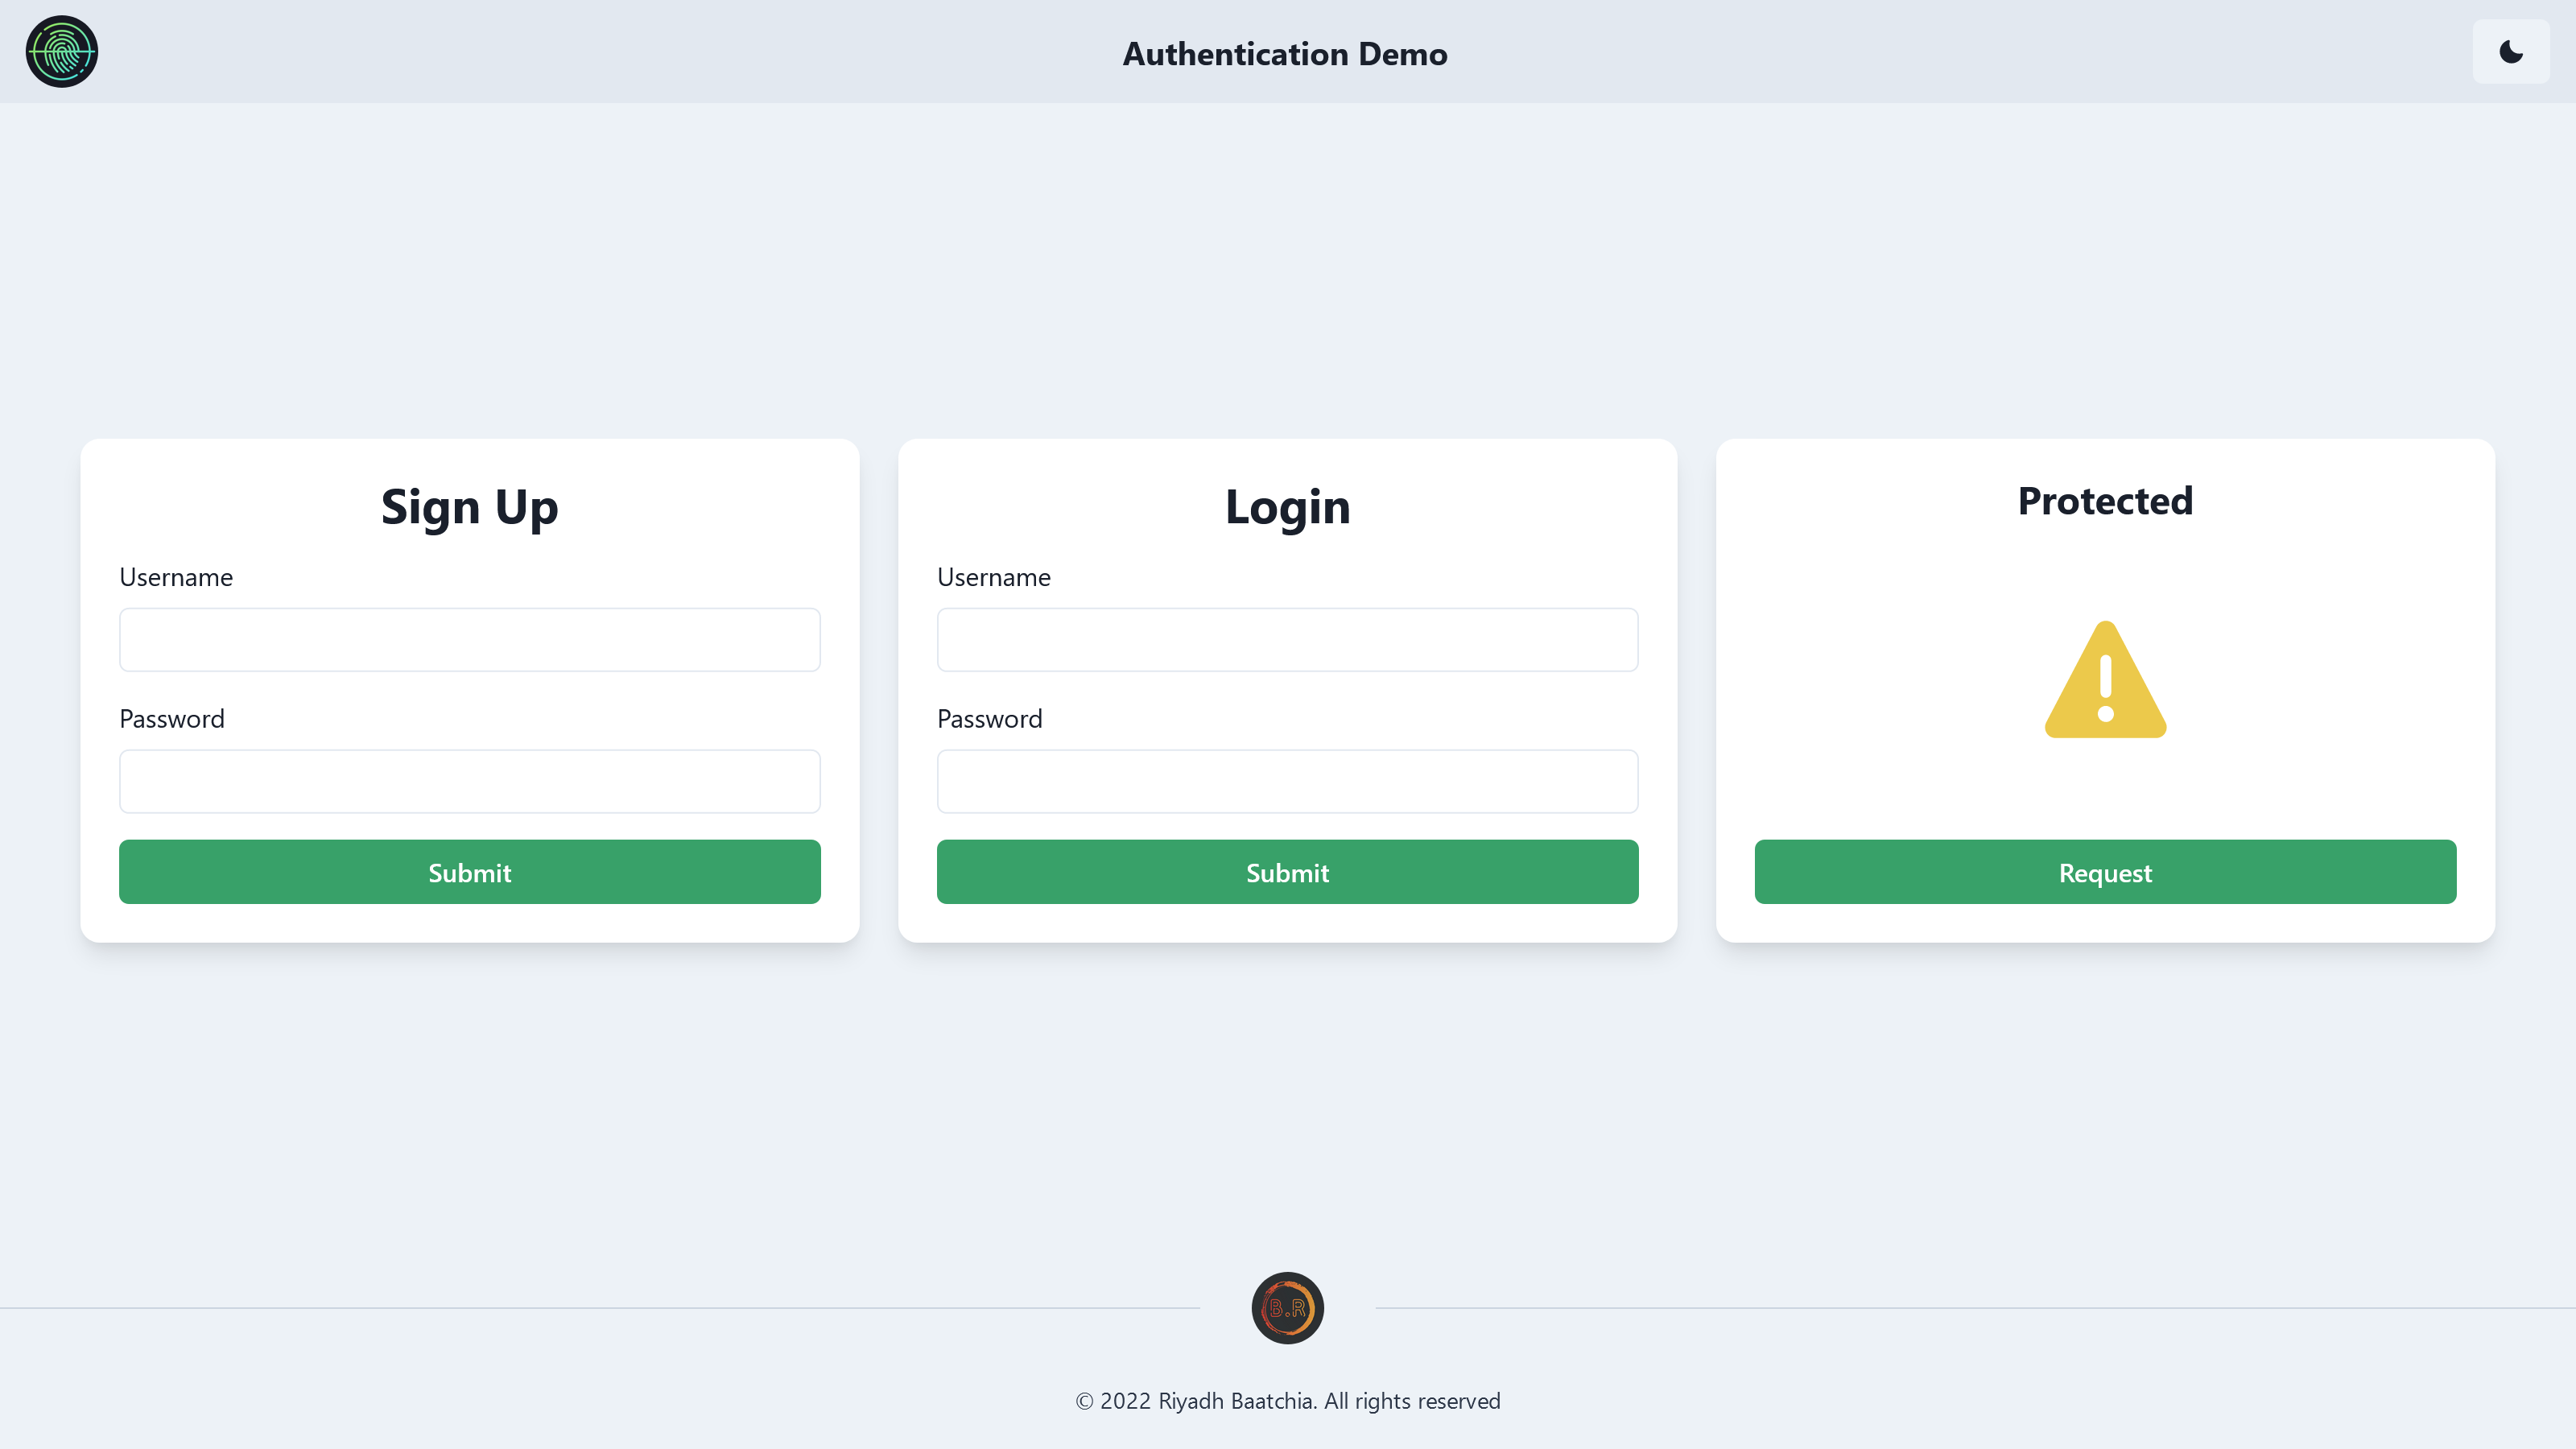 Authentication Demo
Sign Up
Username
Password
Submit
Login
Username
Password
Submit
Protected
Request
B.R
© 2022 Riyadh Baatchia. All rights reserved